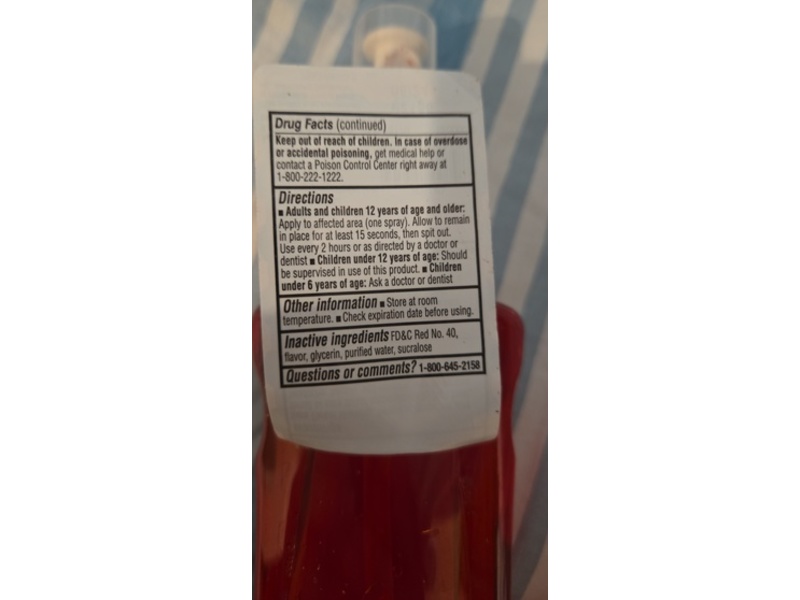 Drug Facts (continued)
Keep out of reach of children. In case of overdose
or accidental poisoning, get medical help or
contact a Poison Control Center right away at
1-800-222-1222.
Directions
■ Adults and children 12 years of age and older:
Apply to affected area (one spray). Allow to remain
in place for at least 15 seconds, then spit out.
Use every 2 hours or as directed by a doctor or
dentist ■ Children under 12 years of age: Should
be supervised in use of this product. ■ Children
under 6 years of age: Ask a doctor or dentist
Other information ■ Store at room
temperature. ■ Check expiration date before using.
Inactive ingredients FD&C Red No. 40,
flavor, glycerin, purified water, sucralose
Questions or comments? 1-800-645-2158